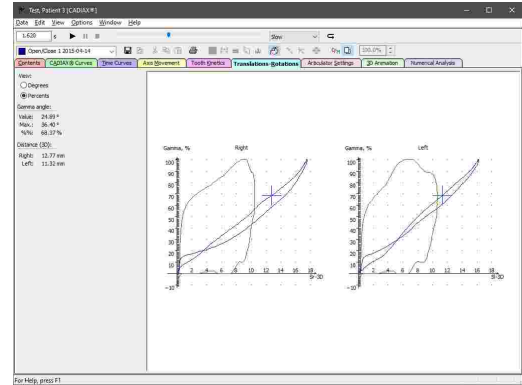 Test, Patient 3 [CADIAX®]
Data Edit View Options Window Help
1.620 s Slow
Open/Close 1 2015-04-14 100.0%
Contents CADIAX® Curves Time Curves Axis Movement Tooth Kinetics Translations-Rotations Articulator Settings 3D Animation Numerical Analysis
View:
Degrees
Percents
Gamma angle:
Value: 24.89 °
Max.: 36.40 °
%%: 68.37 %
Distance (3D):
Right: 12.77 mm
Left: 11.32 mm
Gamma, % Right
100
90
80
70
60
50
40
30
20
10
2 4 6 8 10 12 14 16 18
S-3D
-10
Gamma, % Left
100
90
80
70
60
50
40
30
20
10
2 4 6 8 10 12 14 16 18
S-3D
-10
For Help, press F1